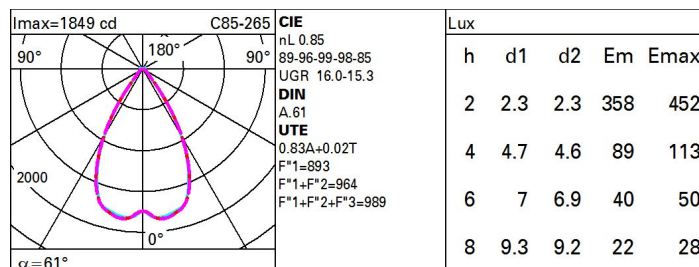 Imax=1849 cd C85-265
90° 180° 90°
2000
0°
α=61°
CIE
nL 0.85
89-96-99-98-85
UGR 16.0-15.3
DIN
A.61
UTE
0.83A+0.02T
F"1=893
F"1+F"2=964
F"1+F"2+F"3=989
Lux
h d1 d2 Em Emax
2 2.3 2.3 358 452
4 4.7 4.6 89 113
6 7 6.9 40 50
8 9.3 9.2 22 28